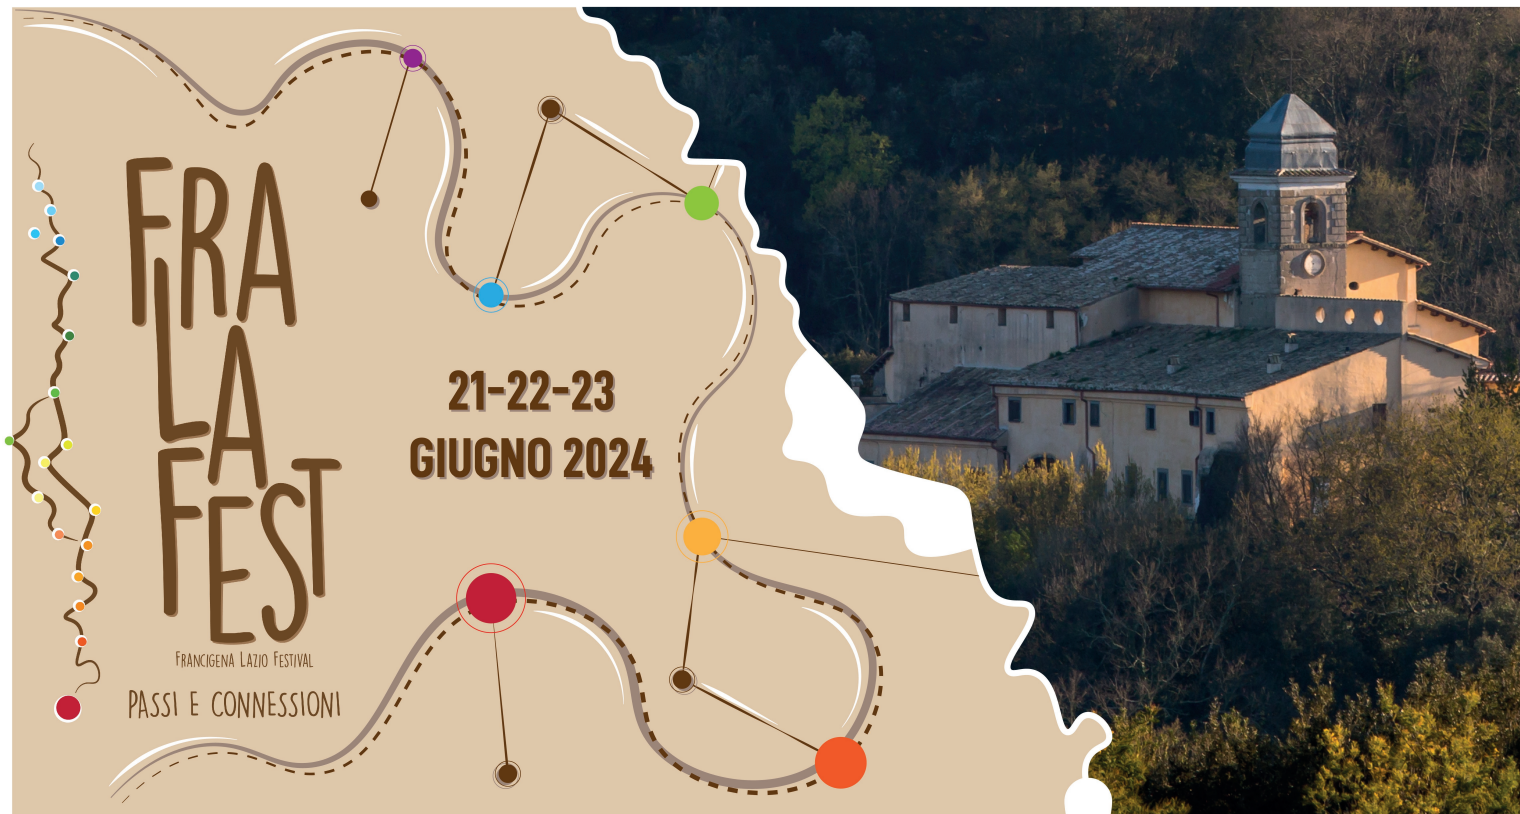 FRA
LA
FEST
FRANCIGENA LAZIO FESTIVAL
PASSI E CONNESSIONI
21-22-23
GIUGNO 2024